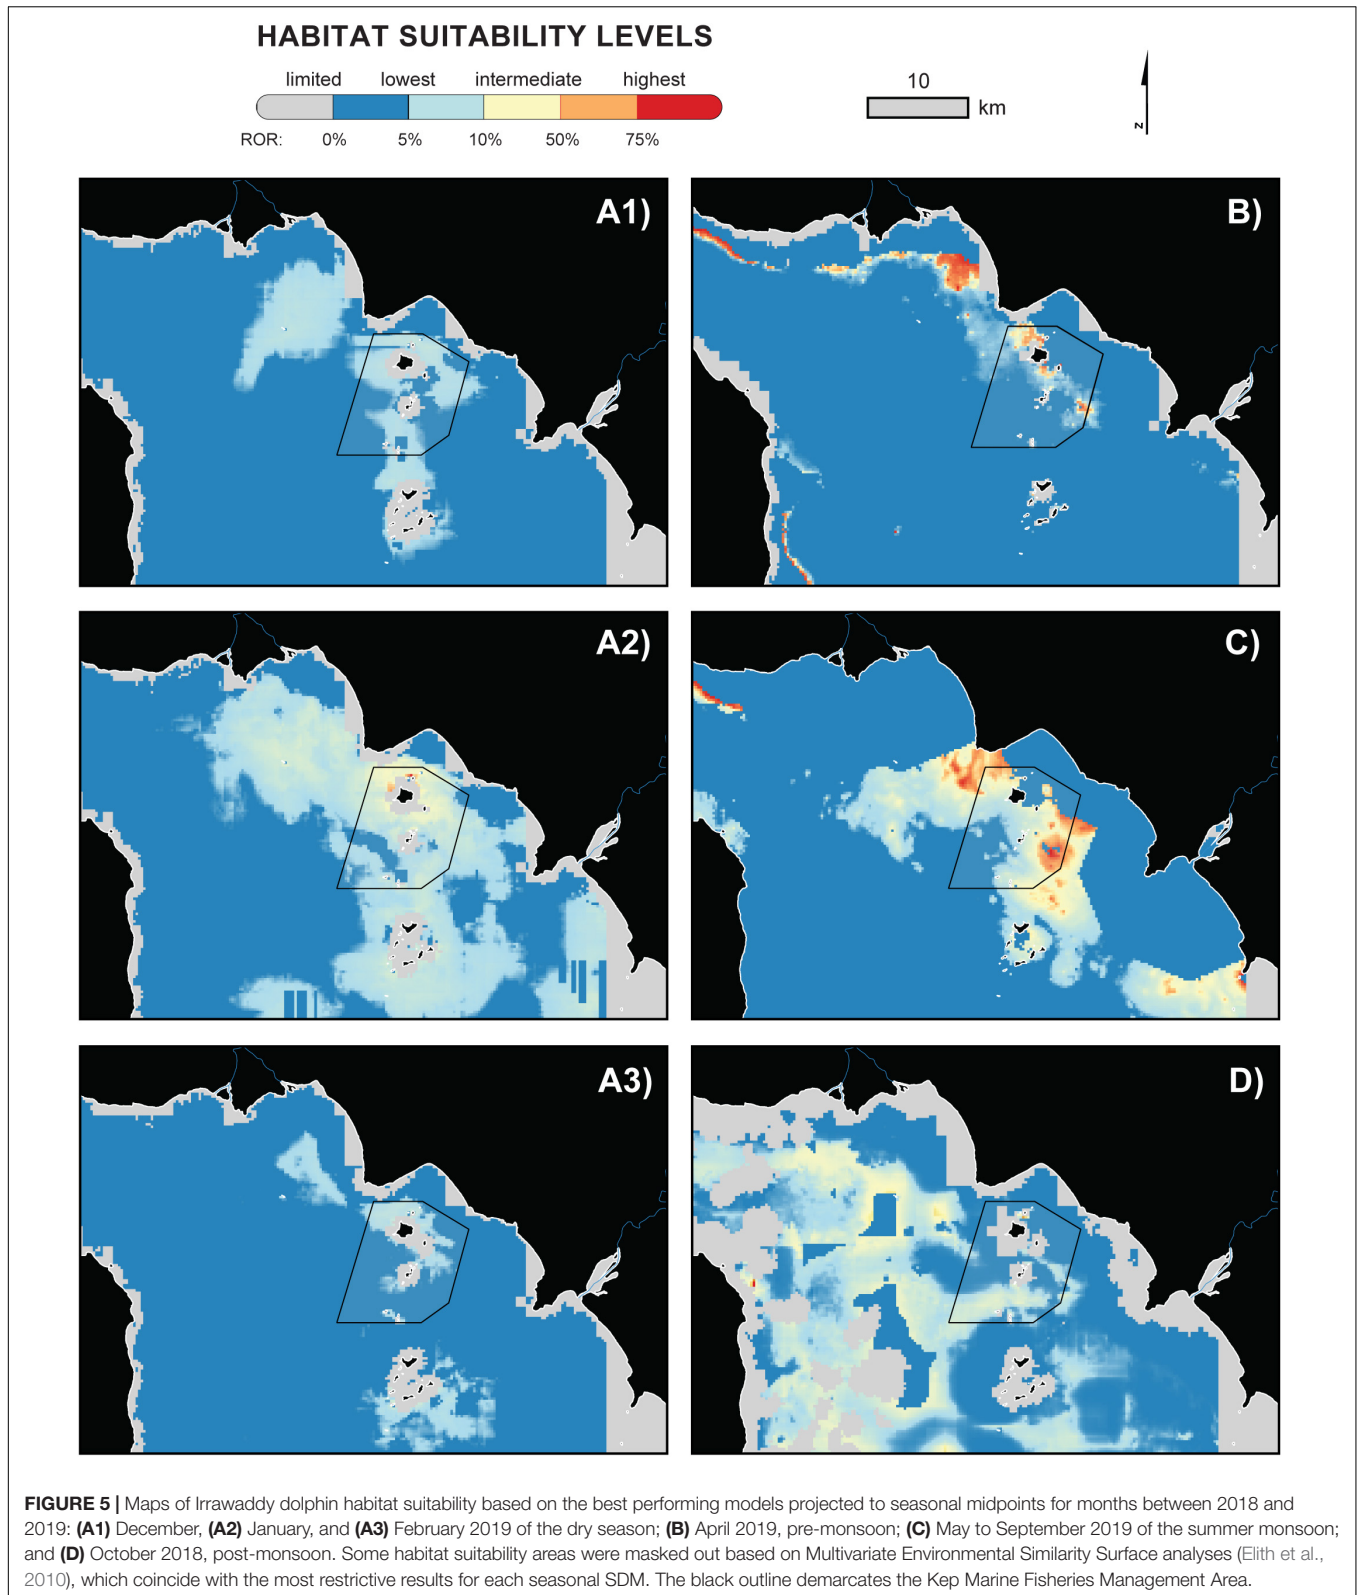 HABITAT SUITABILITY LEVELS
limited lowest intermediate highest
ROR: 0% 5% 10% 50% 75%
10
km
N
A1)
B)
A2)
C)
A3)
D)
FIGURE 5 | Maps of Irrawaddy dolphin habitat suitability based on the best performing models projected to seasonal midpoints for months between 2018 and
2019: (A1) December, (A2) January, and (A3) February 2019 of the dry season; (B) April 2019, pre-monsoon; (C) May to September 2019 of the summer monsoon;
and (D) October 2018, post-monsoon. Some habitat suitability areas were masked out based on Multivariate Environmental Similarity Surface analyses (Elith et al.,
2010), which coincide with the most restrictive results for each seasonal SDM. The black outline demarcates the Kep Marine Fisheries Management Area.